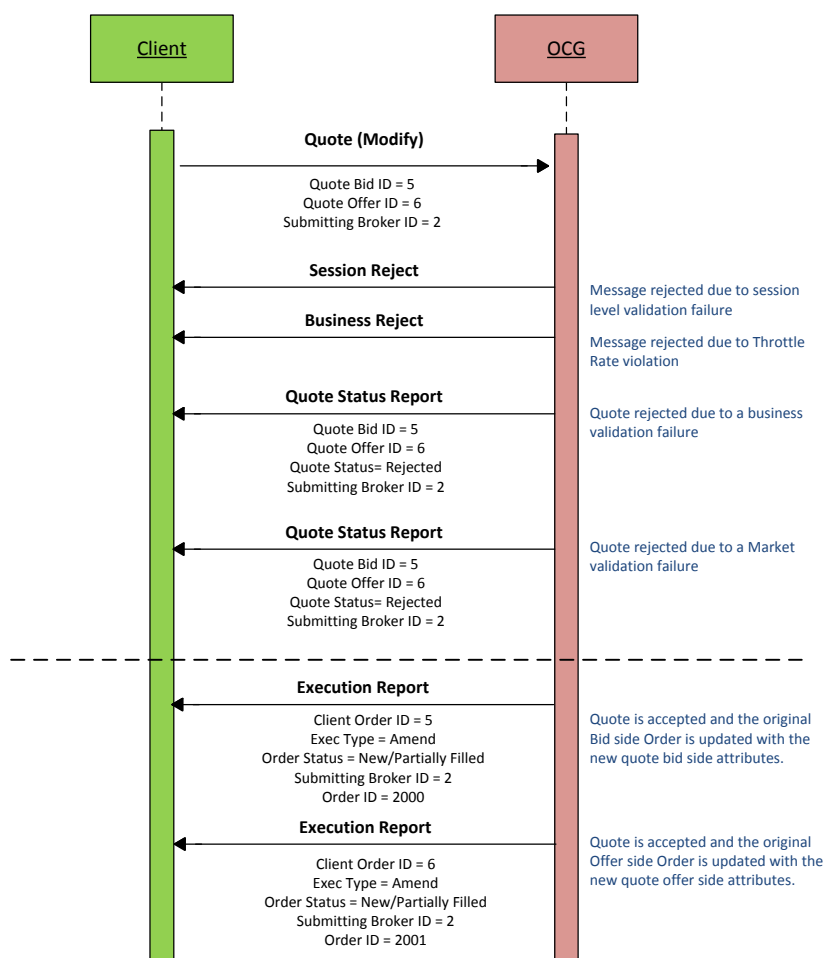 Client
OCG
Quote (Modify)
Quote Bid ID = 5
Quote Offer ID = 6
Submitting Broker ID = 2
Session Reject
Message rejected due to session
level validation failure
Business Reject
Message rejected due to Throttle
Rate violation
Quote Status Report
Quote rejected due to a business
validation failure
Quote Bid ID = 5
Quote Offer ID = 6
Quote Status= Rejected
Submitting Broker ID = 2
Quote Status Report
Quote rejected due to a Market
validation failure
Quote Bid ID = 5
Quote Offer ID = 6
Quote Status= Rejected
Submitting Broker ID = 2
Execution Report
Quote is accepted and the original
Bid side Order is updated with the
new quote bid side attributes.
Client Order ID = 5
Exec Type = Amend
Order Status = New/Partially Filled
Submitting Broker ID = 2
Order ID = 2000
Execution Report
Quote is accepted and the original
Offer side Order is updated with the
new quote offer side attributes.
Client Order ID = 6
Exec Type = Amend
Order Status = New/Partially Filled
Submitting Broker ID = 2
Order ID = 2001